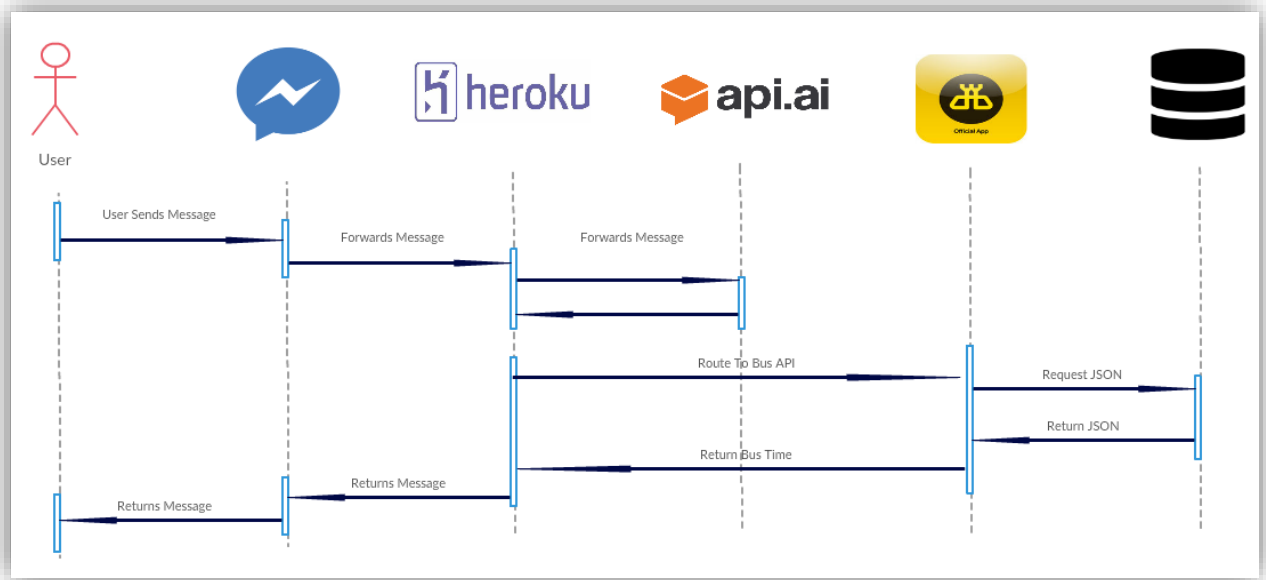 heroku
api.ai
Official App
User
User Sends Message
Forwards Message
Forwards Message
Route To Bus API
Request JSON
Return JSON
Return Bus Time
Returns Message
Returns Message